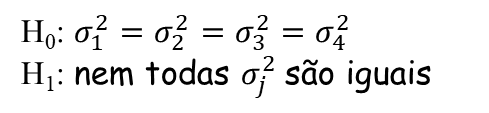 H₀: σ₁² = σ₂² = σ₃² = σ₄²
H₁: nem todas σⱼ² são iguais